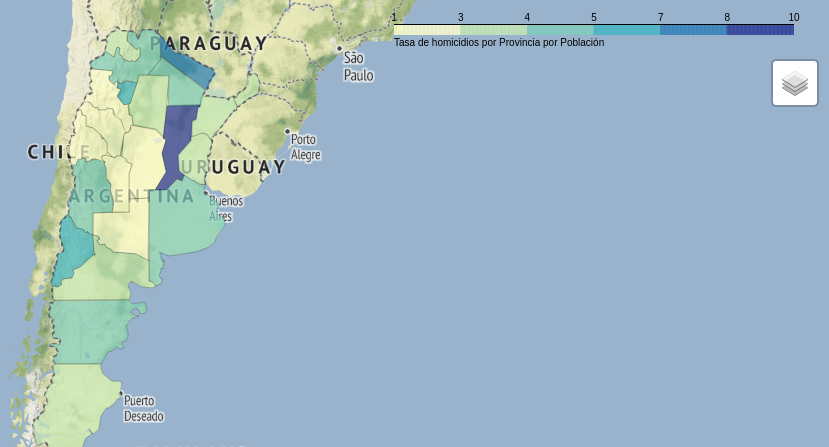 1 3 4 5 7 8 10
Tasa de homicidios por Provincia por Población
PARAGUAY
São
Paulo
Porto
Alegre
CHILE
URUGUAY
ARGENTINA
Buenos
Aires
Puerto
Deseado